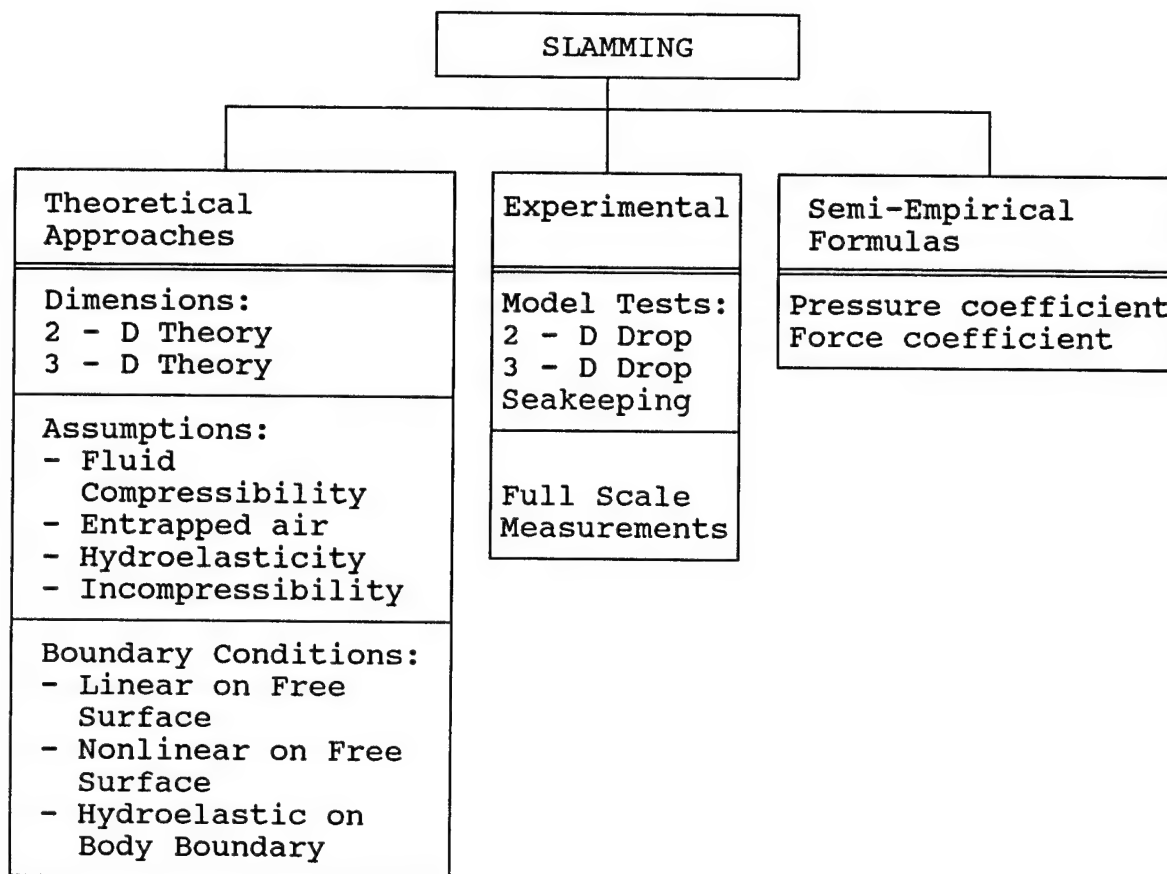 SLAMMING
Theoretical
Approaches
Dimensions:
2 - D Theory
3 - D Theory
Assumptions:
- Fluid
Compressibility
- Entrapped air
- Hydroelasticity
- Incompressibility
Boundary Conditions:
- Linear on Free
Surface
- Nonlinear on Free
Surface
- Hydroelastic on
Body Boundary
Experimental
Model Tests:
2 - D Drop
3 - D Drop
Seakeeping
Full Scale
Measurements
Semi-Empirical
Formulas
Pressure coefficient
Force coefficient